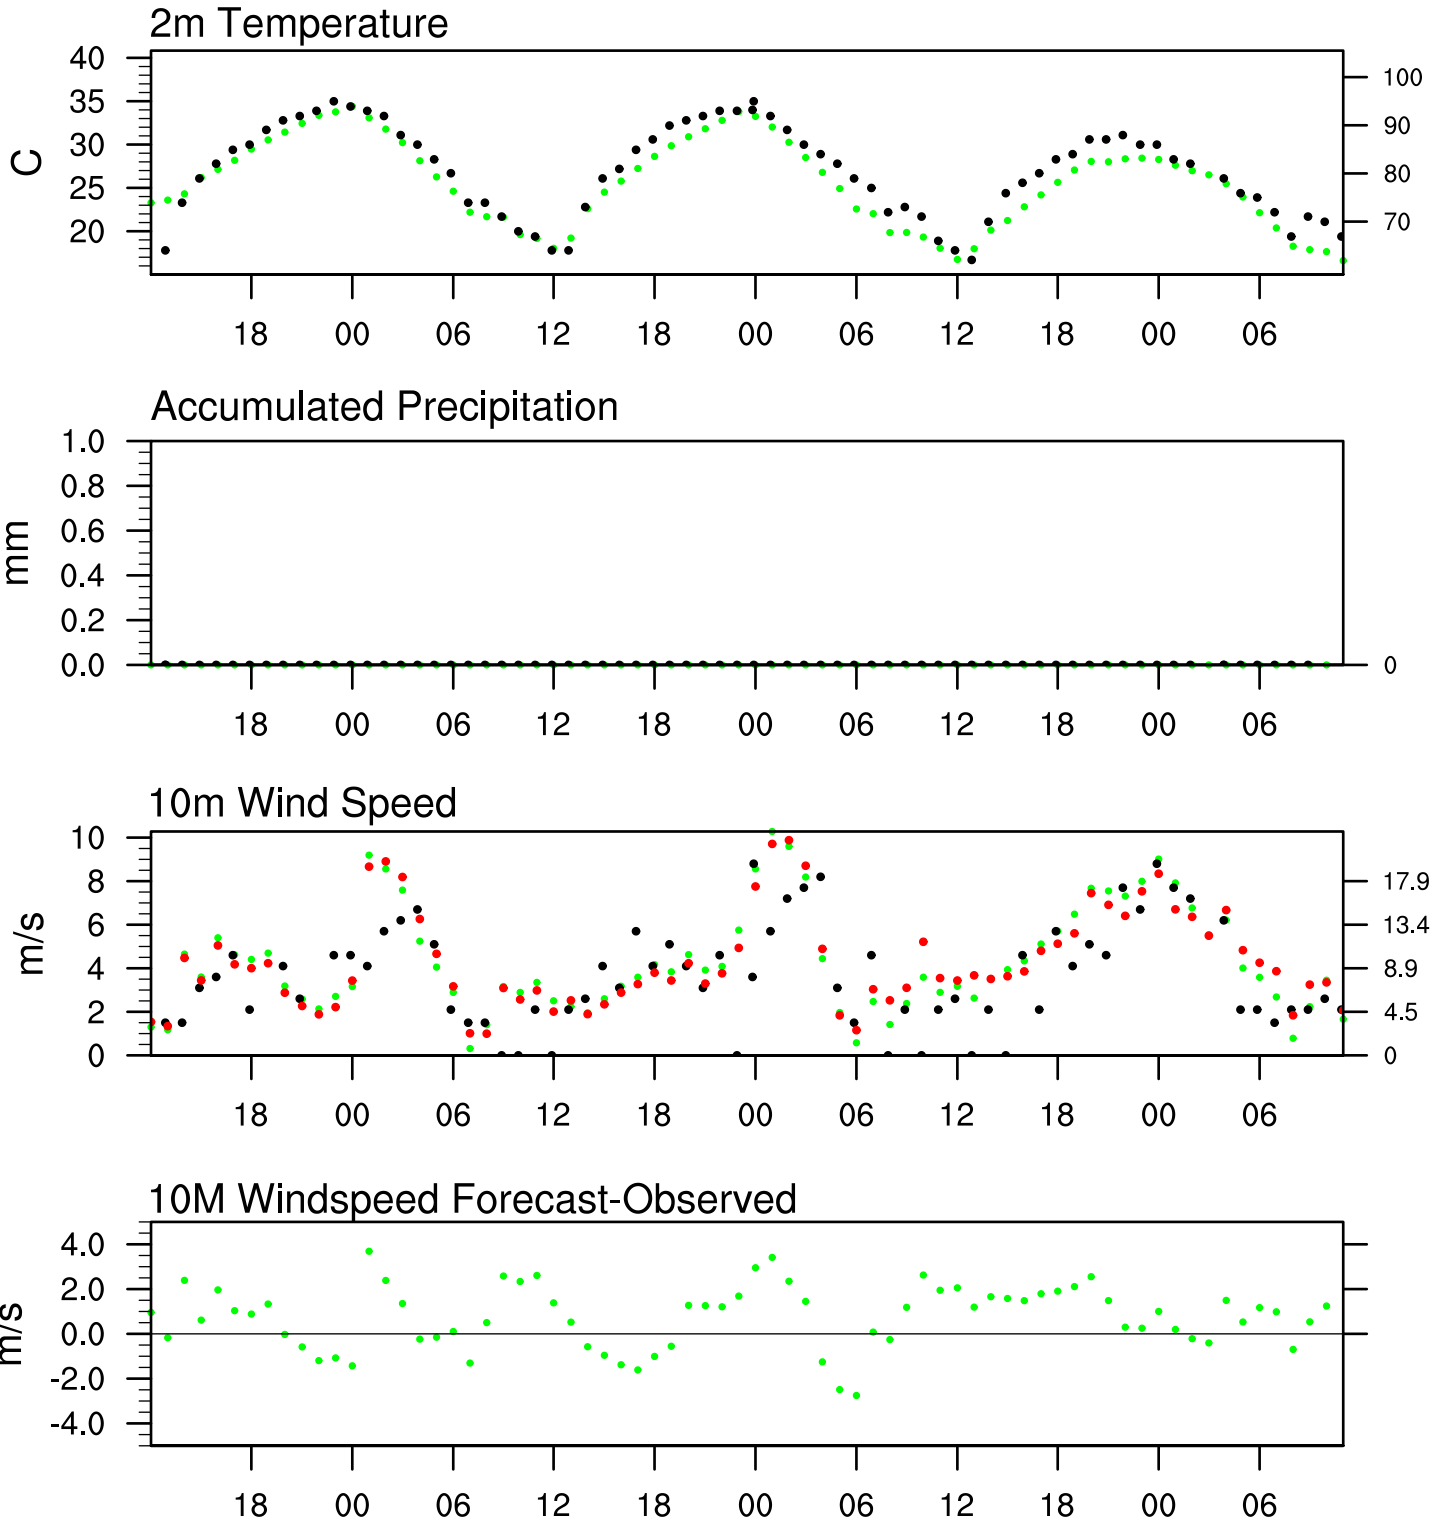 2m Temperature
40
35
30
25
20
C
100
90
80
70
18 00 06 12 18 00 06 12 18 00 06
Accumulated Precipitation
1.0
0.8
0.6
0.4
0.2
0.0
mm
0
18 00 06 12 18 00 06 12 18 00 06
10m Wind Speed
10
8
6
4
2
0
m/s
17.9
13.4
8.9
4.5
0
18 00 06 12 18 00 06 12 18 00 06
10M Windspeed Forecast-Observed
4.0
2.0
0.0
-2.0
-4.0
m/s
18 00 06 12 18 00 06 12 18 00 06